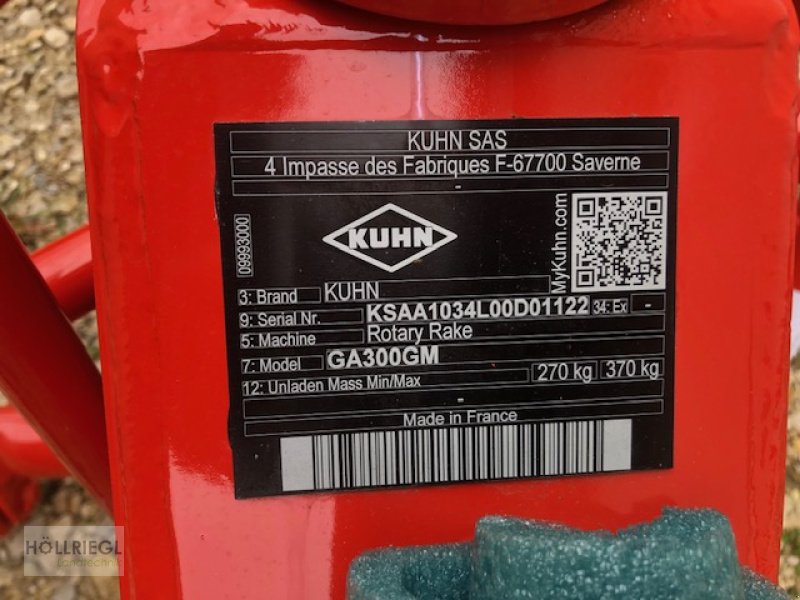 KUHN SAS
4 Impasse des Fabriques F-67700 Saverne
-
09993000
KUHN
MyKuhn.com
3: Brand KUHN
9: Serial Nr. KSAA1034L00D01122 34: Ex -
5: Machine Rotary Rake
7: Model GA300GM
12: Unladen Mass Min/Max 270 kg 370 kg
-
Made in France
HÖLLRIEGL
Landtechnik